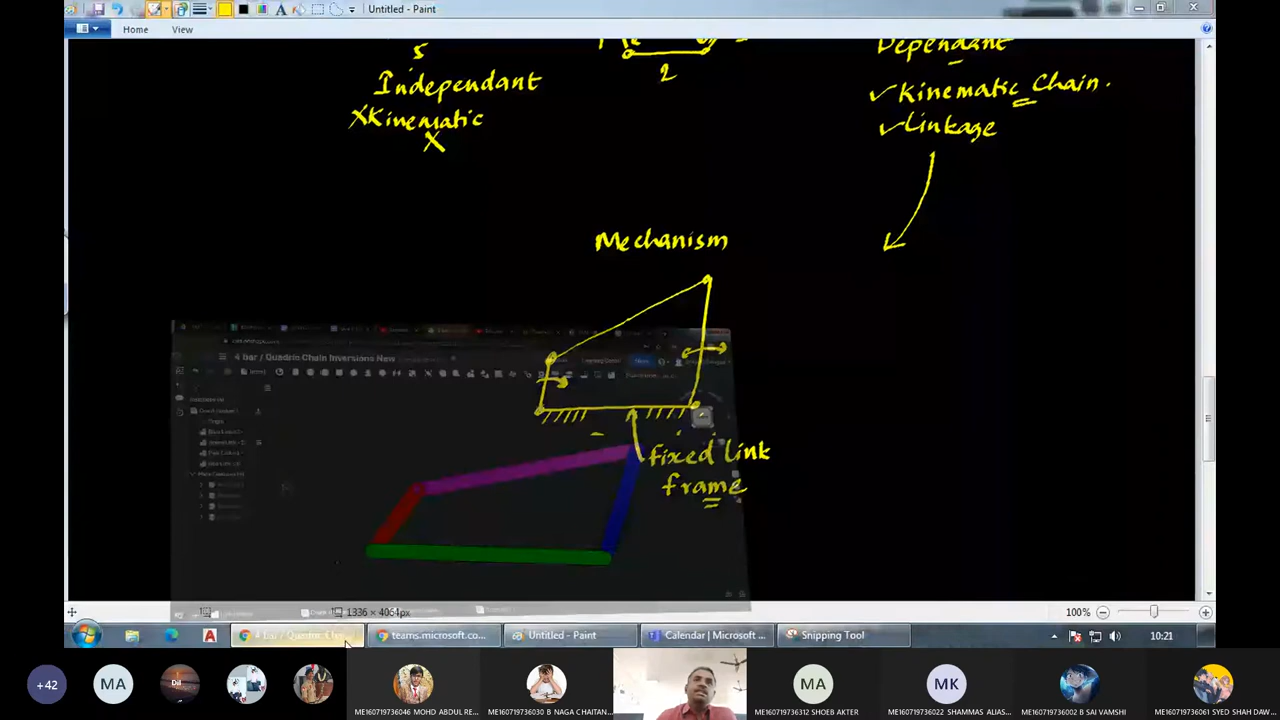 Untitled - Paint
Home
View
5
2
Independant
XKinematic
X
Dependant
✓Kinematic Chain.
✓Linkage
Mechanism
4 bar / Quadric Chain Inversions New
fixed link
frame
1336 × 4064px
100%
teams.microsoft.co...
Untitled - Paint
Calendar | Microsoft ...
Snipping Tool
10:21
+42
MA
MA
MK
ME160719736046 MOHD ABDUL RE...
ME160719736030 B NAGA CHAITAN...
ME160719736312 SHOEB AKTER
ME160719736022 SHAMMAS ALIAS...
ME160719736002 B SAI VAMSHI
ME160719736061 SYED SHAH DAW...